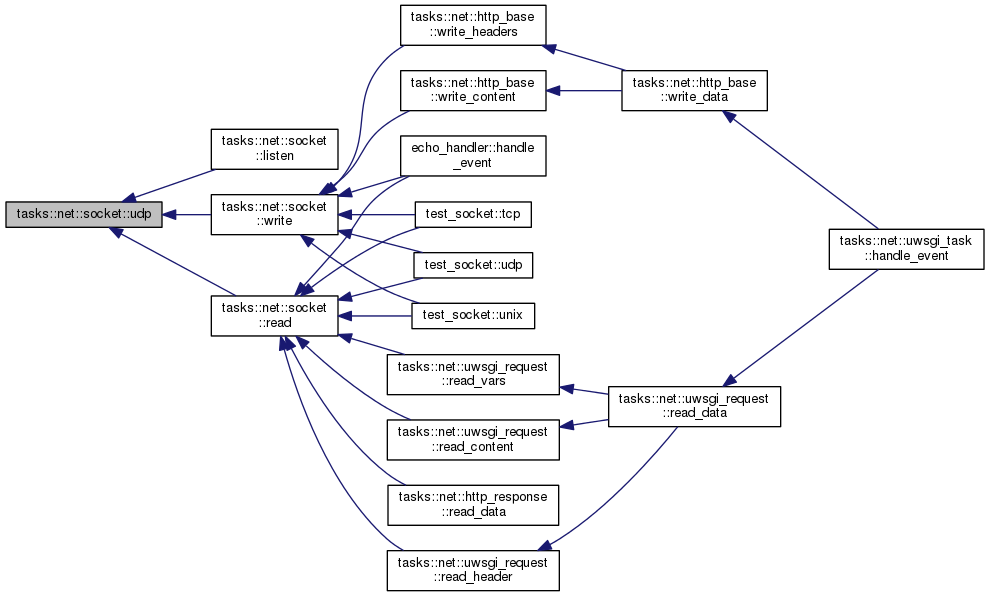 tasks::net::http_base
::write_headers
tasks::net::http_base
::write_content
tasks::net::http_base
::write_data
tasks::net::socket
::listen
echo_handler::handle
_event
tasks::net::socket::udp
tasks::net::socket
::write
test_socket::tcp
tasks::net::uwsgi_task
::handle_event
test_socket::udp
tasks::net::socket
::read
test_socket::unix
tasks::net::uwsgi_request
::read_vars
tasks::net::uwsgi_request
::read_data
tasks::net::uwsgi_request
::read_content
tasks::net::http_response
::read_data
tasks::net::uwsgi_request
::read_header